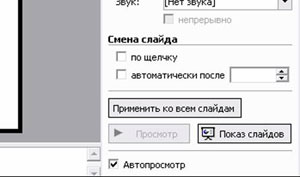 Звук: [Нет звука]
непрерывно
Смена слайда
по щелчку
автоматически после
Применить ко всем слайдам
Просмотр Показ слайдов
Автопросмотр